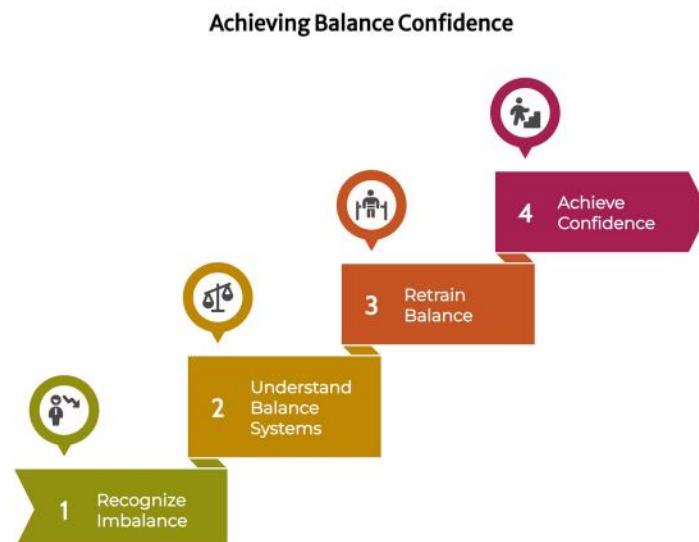 Achieving Balance Confidence
1
Recognize
Imbalance
2
Understand
Balance
Systems
3
Retrain
Balance
4
Achieve
Confidence